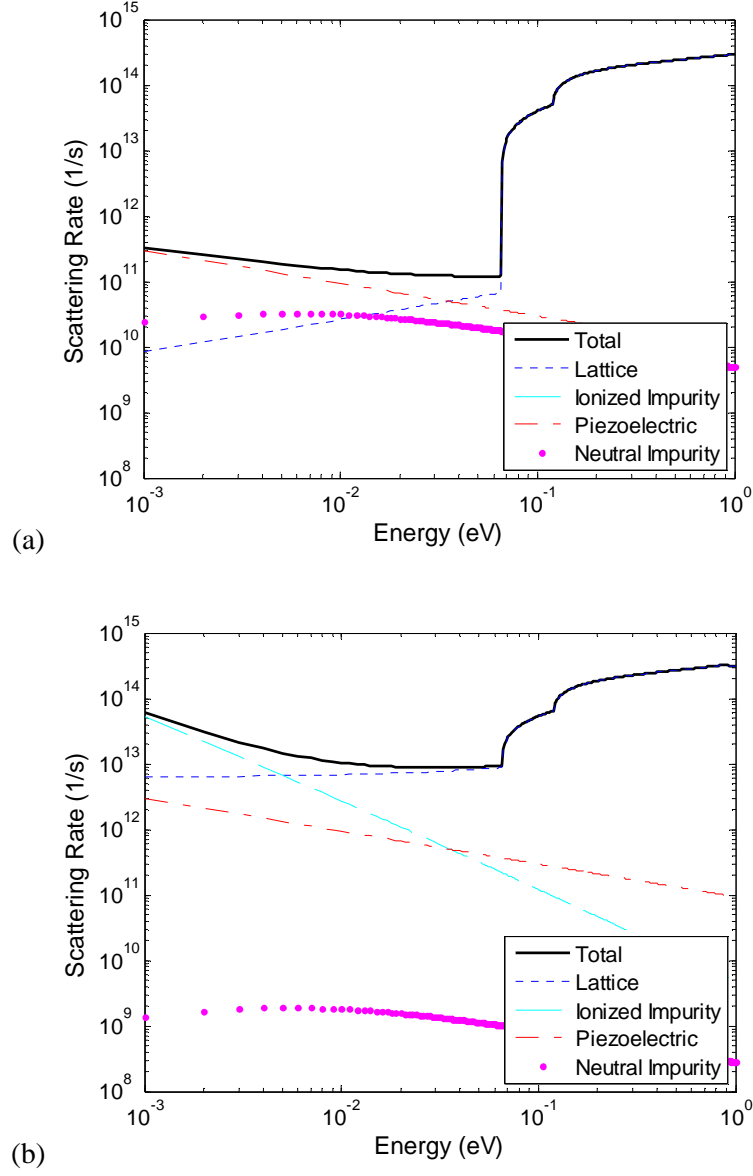 10^15
10^14
10^13
10^12
10^11
10^10
10^9
10^8
Scattering Rate (1/s)
Total
Lattice
Ionized Impurity
Piezoelectric
Neutral Impurity
10^-3
10^-2
10^-1
10^0
Energy (eV)
(a)
10^15
10^14
10^13
10^12
10^11
10^10
10^9
10^8
Scattering Rate (1/s)
Total
Lattice
Ionized Impurity
Piezoelectric
Neutral Impurity
10^-3
10^-2
10^-1
10^0
Energy (eV)
(b)